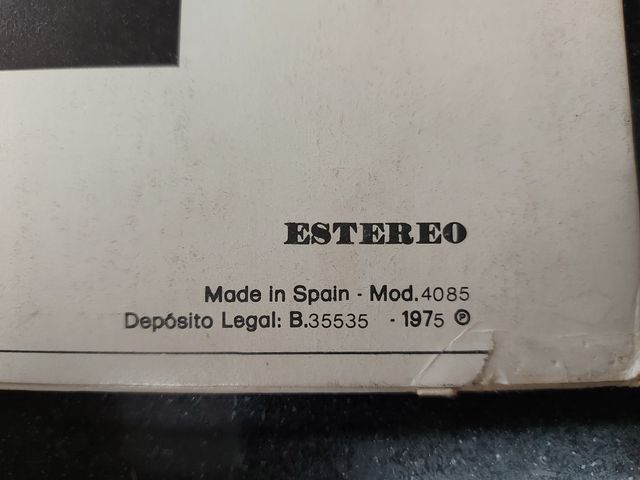 ESTEREO
Made in Spain - Mod. 4085
Depósito Legal: B. 35535 - 1975 ℗